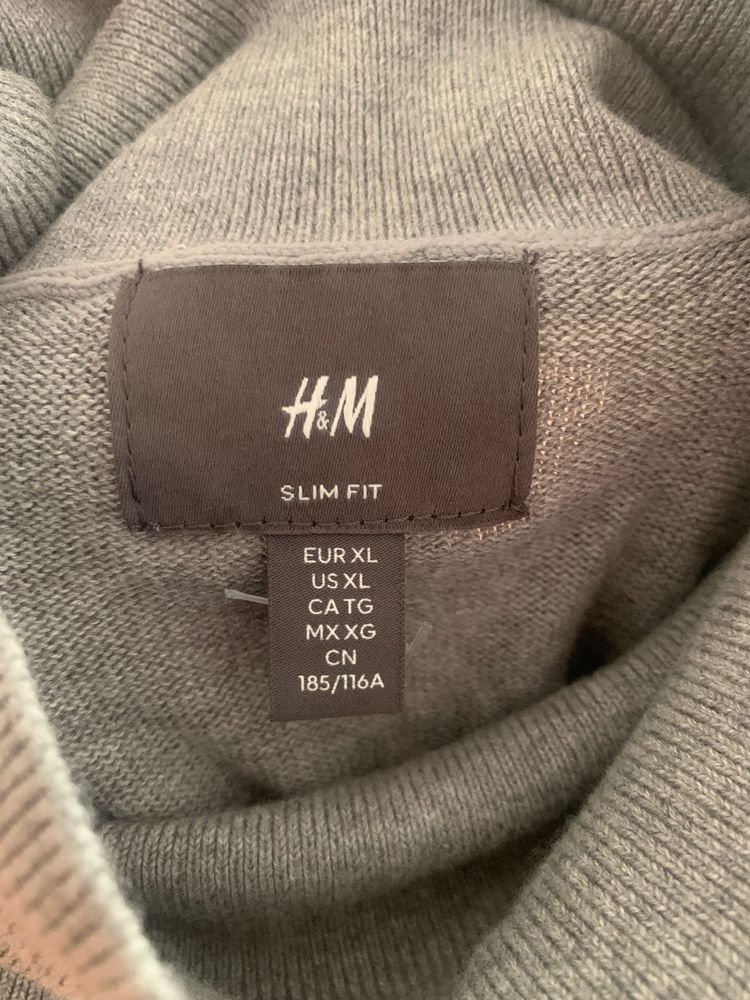 H&M
SLIM FIT
EUR XL
US XL
CA TG
MX XG
CN
185/116A